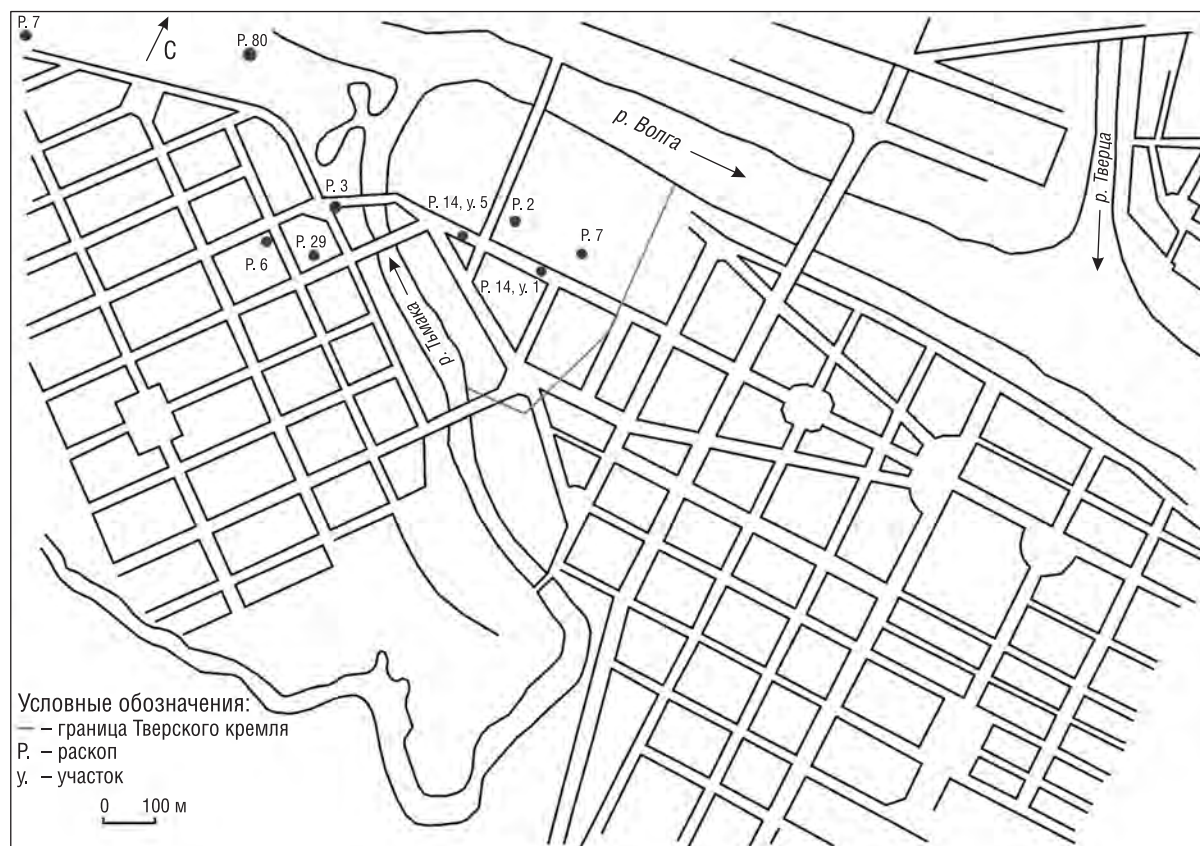 Р. 7
С
Р. 80
р. Волга
р. Тверца
Р. 3
Р. 14, у. 5
Р. 2
Р. 6
Р. 29
Р. 7
Р. 14, у. 1
р. Тьмака
Условные обозначения:
— – граница Тверского кремля
Р. – раскоп
у. – участок
0 100 м